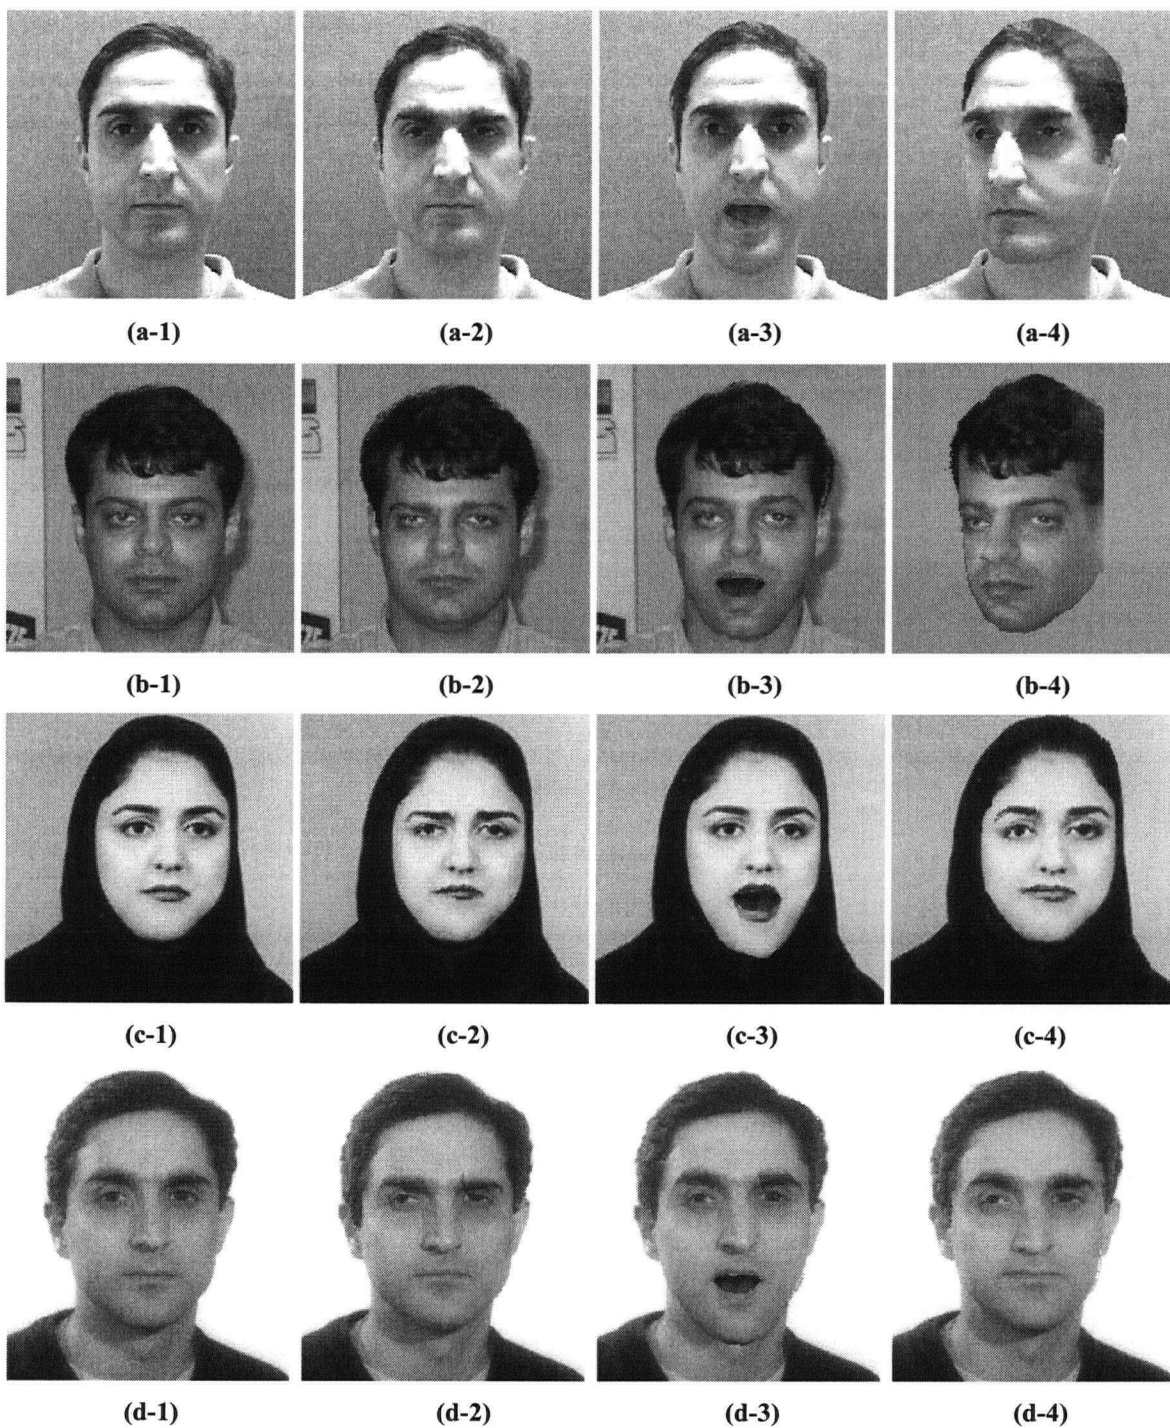 (a-1) (a-2) (a-3) (a-4)
(b-1) (b-2) (b-3) (b-4)
(c-1) (c-2) (c-3) (c-4)
(d-1) (d-2) (d-3) (d-4)